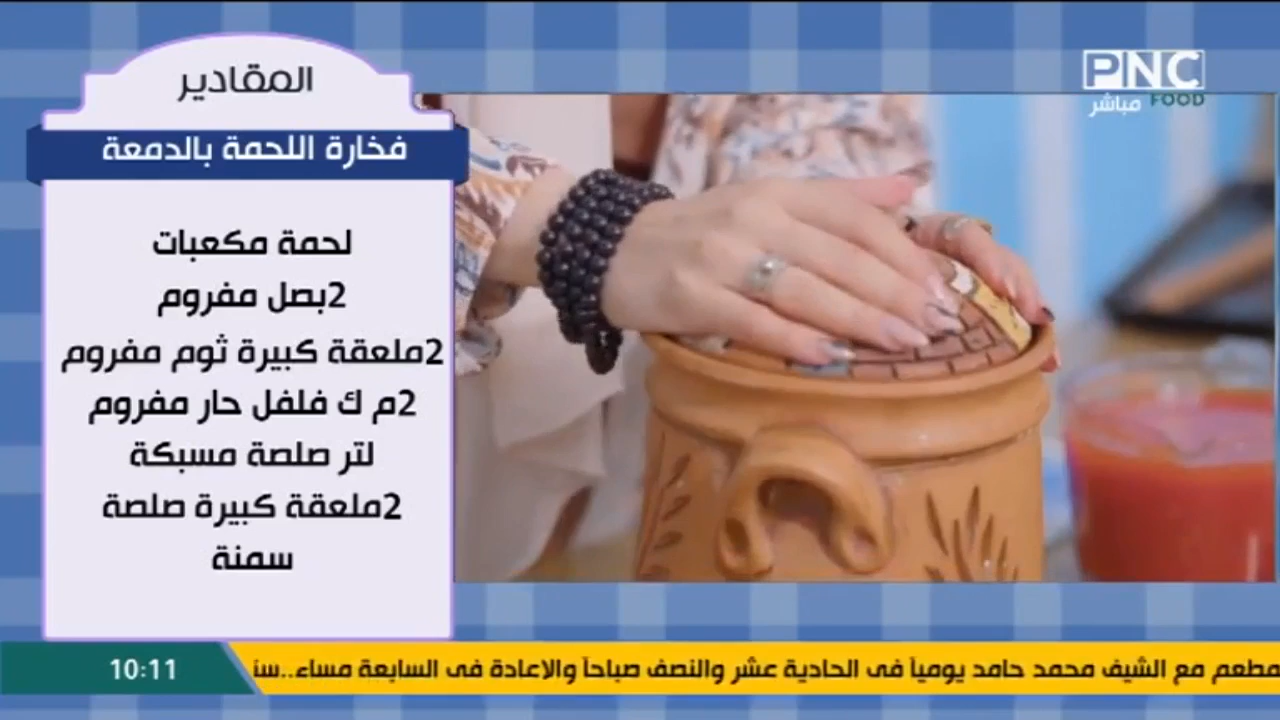 المقادير
فخارة اللحمة بالدمعة
لحمة مكعبات
2بصل مفروم
2ملعقة كبيرة ثوم مفروم
2م ك فلفل حار مفروم
لتر صلصة مسبكة
2ملعقة كبيرة صلصة
سمنة
PNC
FOOD مباشر
10:11
مطعم مع الشيف محمد حامد يومياً فى الحادية عشر والنصف صباحاً والاعادة فى السابعة مساء..